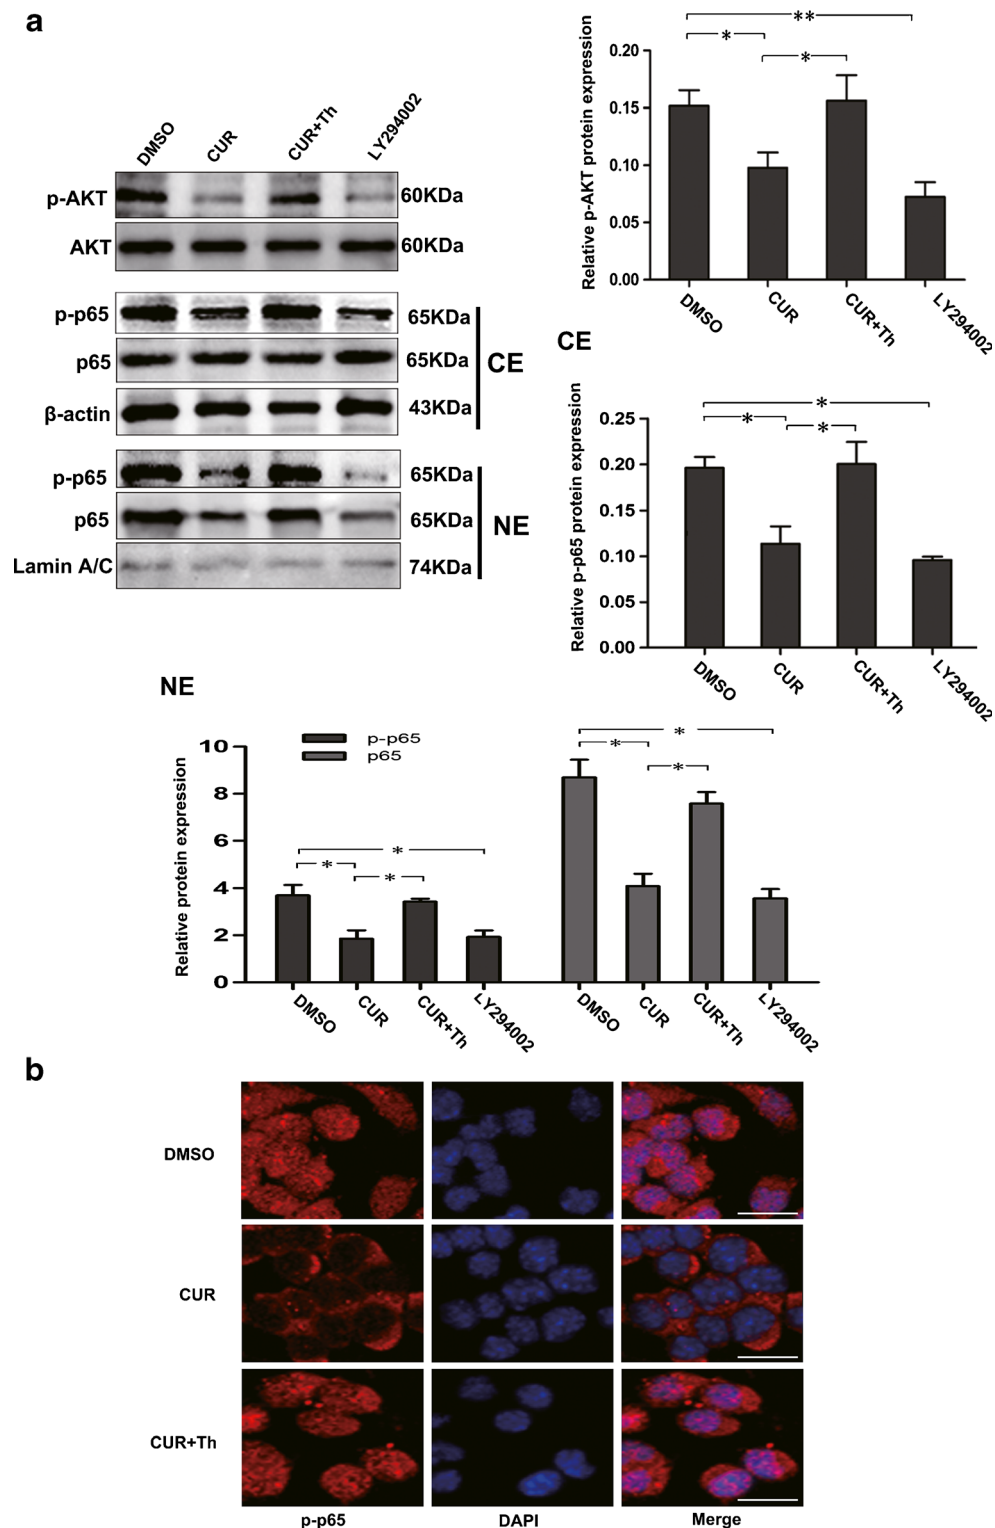 a
DMSO CUR CUR+Th LY294002
p-AKT 60KDa
AKT 60KDa
p-p65 65KDa
p65 65KDa CE
β-actin 43KDa
p-p65 65KDa
p65 65KDa NE
Lamin A/C 74KDa
Relative p-AKT protein expression
0.20
0.15
0.10
0.05
0.00
** * *
DMSO CUR CUR+Th LY294002
CE
Relative p-p65 protein expression
0.25
0.20
0.15
0.10
0.05
0.00
* * *
DMSO CUR CUR+Th LY294002
NE
p-p65
p65
Relative protein expression
10
8
6
4
2
0
* * * * * *
DMSO CUR CUR+Th LY294002 DMSO CUR CUR+Th LY294002
b
DMSO
CUR
CUR+Th
p-p65 DAPI Merge